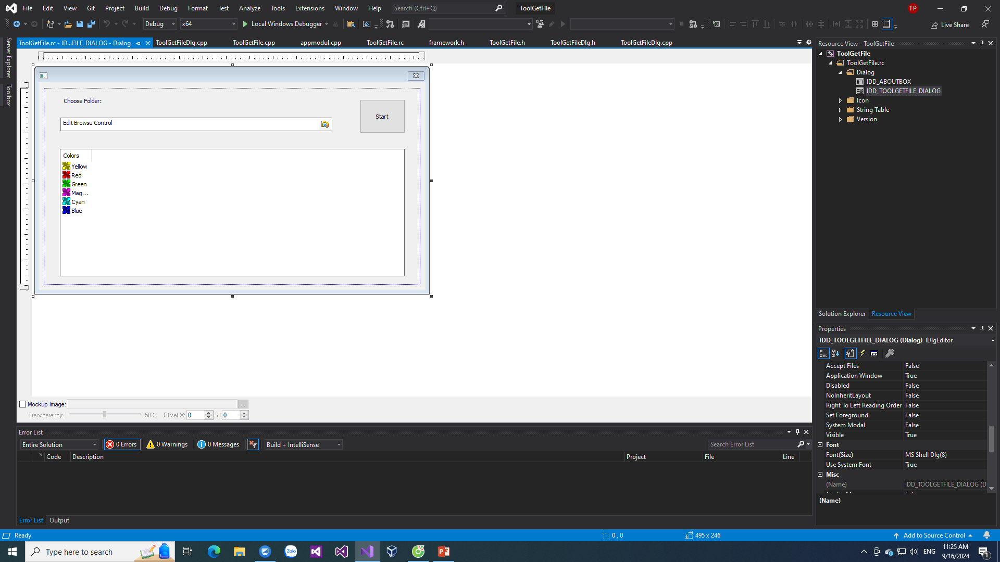 File Edit View Git Project Build Debug Format Test Analyze Tools Extensions Window Help Search (Ctrl+Q) ToolGetFile TP
Debug x64 Local Windows Debugger Live Share
Server Explorer
Toolbox
ToolGetFile.rc - ID...FILE_DIALOG - Dialog ToolGetFileDlg.cpp ToolGetFile.cpp appmodul.cpp ToolGetFile.rc framework.h ToolGetFile.h ToolGetFileDlg.h ToolGetFileDlg.cpp
Choose Folder:
Start
Edit Browse Control
Colors
Yellow
Red
Green
Mag...
Cyan
Blue
Mockup Image: ...
Transparency: 50% Offset X: 0 Y: 0
Resource View - ToolGetFile
ToolGetFile
ToolGetFile.rc
Dialog
IDD_ABOUTBOX
IDD_TOOLGETFILE_DIALOG
Icon
String Table
Version
Solution Explorer Resource View
Properties
IDD_TOOLGETFILE_DIALOG (Dialog) IDlgEditor
Accept Files False
Application Window True
Disabled False
NoInheritLayout False
Right To Left Reading Order False
Set Foreground False
System Modal False
Visible True
Font
Font(Size) MS Shell Dlg(8)
Use System Font True
Misc
(Name) IDD_TOOLGETFILE_DIALOG (D
(Name)
Error List
Entire Solution 0 Errors 0 Warnings 0 Messages Build + IntelliSense Search Error List
Code Description Project File Line
Error List Output
Ready 0 , 0 495 x 246 Add to Source Control
Type here to search Zalo ENG 11:25 AM
9/16/2024 1